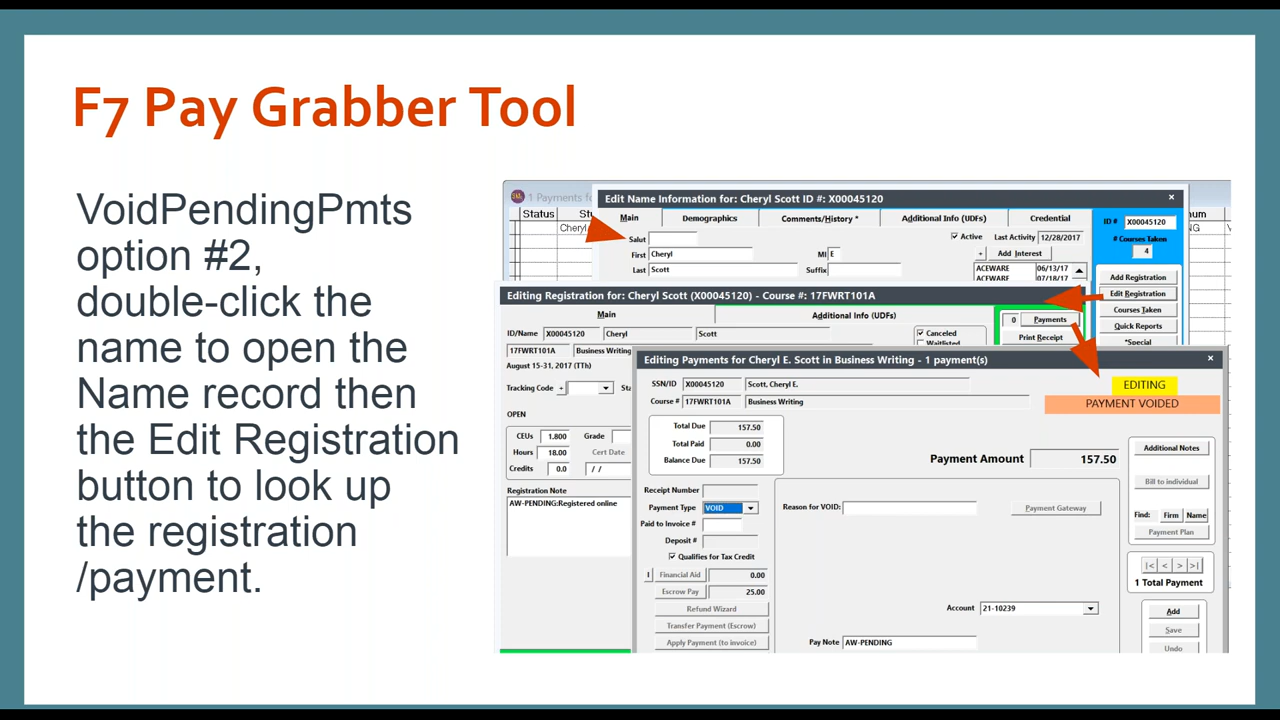 F7 Pay Grabber Tool
VoidPendingPmts
option #2,
double-click the
name to open the
Name record then
the Edit Registration
button to look up
the registration
/payment.
1 Payments fo
Status
Cheryl
Edit Name Information for: Cheryl Scott ID #: X00045120
Main Demographics Comments/History * Additional Info (UDFs) Credential
Salut
Active Last Activity 12/28/2017
First Cheryl MI E + Add Interest
Last Scott Suffix
ACEWARE 06/13/17
ACEWARE 07/18/17
ID # X00045120
# Courses Taken
4
Add Registration
Edit Registration
Courses Taken
Quick Reports
*Special
Editing Registration for: Cheryl Scott (X00045120) - Course #: 17FWRT101A
Main Additional Info (UDFs)
ID/Name X00045120 Cheryl Scott
17FWRT101A Business Writing
August 15-31, 2017 (TTh)
Tracking Code + Sta
OPEN
CEUs 1.800 Grade
Hours 18.00 Cert Date
Credits 0.0 / /
Registration Note
AW-PENDING:Registered online
Canceled
Waitlisted
0 Payments
Print Receipt
Editing Payments for Cheryl E. Scott in Business Writing - 1 payment(s)
SSN/ID X00045120 Scott, Cheryl E.
Course # 17FWRT101A Business Writing
EDITING
PAYMENT VOIDED
Total Due 157.50
Total Paid 0.00
Balance Due 157.50
Payment Amount 157.50
Receipt Number
Payment Type VOID
Paid to Invoice #
Deposit #
Qualifies for Tax Credit
I Financial Aid 0.00
Escrow Pay 25.00
Refund Wizard
Transfer Payment (Escrow)
Apply Payment (to invoice)
Reason for VOID: Payment Gateway
Account 21-10239
Pay Note AW-PENDING
Additional Notes
Bill to individual
Find: Firm Name
Payment Plan
|< < > >|
1 Total Payment
Add
Save
Undo